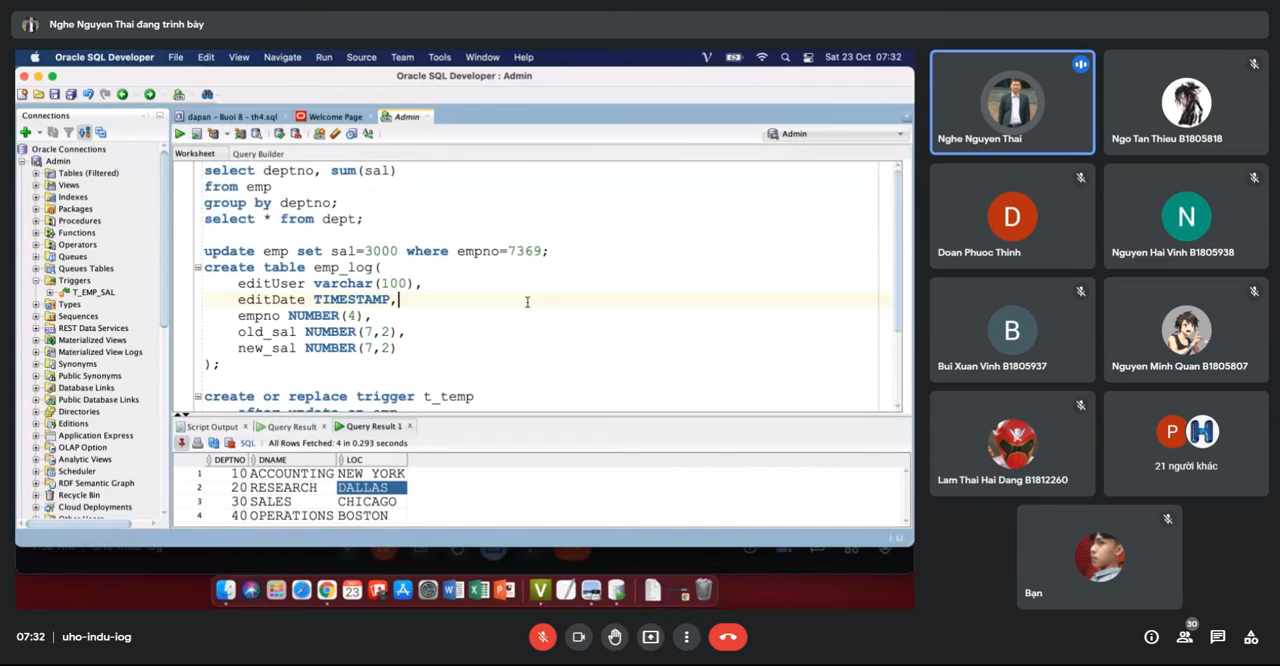 Nghe Nguyen Thai đang trình bày
Oracle SQL Developer File Edit View Navigate Run Source Team Tools Window Help Sat 23 Oct 07:32
Oracle SQL Developer : Admin
Connections
dapan - Buoi 8 - th4.sql Welcome Page Admin
Admin
Worksheet Query Builder
Oracle Connections
Admin
Tables (Filtered)
Views
Indexes
Packages
Procedures
Functions
Operators
Queues
Queues Tables
Triggers
T_EMP_SAL
Types
Sequences
REST Data Services
Materialized Views
Materialized View Logs
Synonyms
Public Synonyms
Database Links
Public Database Links
Directories
Editions
Application Express
OLAP Option
Analytic Views
Scheduler
RDF Semantic Graph
Recycle Bin
Cloud Deployments
select deptno, sum(sal)
from emp
group by deptno;
select * from dept;
update emp set sal=3000 where empno=7369;
create table emp_log(
editUser varchar(100),
editDate TIMESTAMP,
empno NUMBER(4),
old_sal NUMBER(7,2),
new_sal NUMBER(7,2)
);
create or replace trigger t_temp
after update on emp
Script Output Query Result Query Result 1
SQL All Rows Fetched: 4 in 0.293 seconds
DEPTNO DNAME LOC
1 10 ACCOUNTING NEW YORK
2 20 RESEARCH DALLAS
3 30 SALES CHICAGO
4 40 OPERATIONS BOSTON
23
Nghe Nguyen Thai
Ngo Tan Thieu B1805818
D
Doan Phuoc Thinh
N
Nguyen Hai Vinh B1805938
B
Bui Xuan Vinh B1805937
Nguyen Minh Quan B1805807
Lam Thai Hai Dang B1812260
P
21 người khác
Bạn
07:32 uho-indu-iog
30